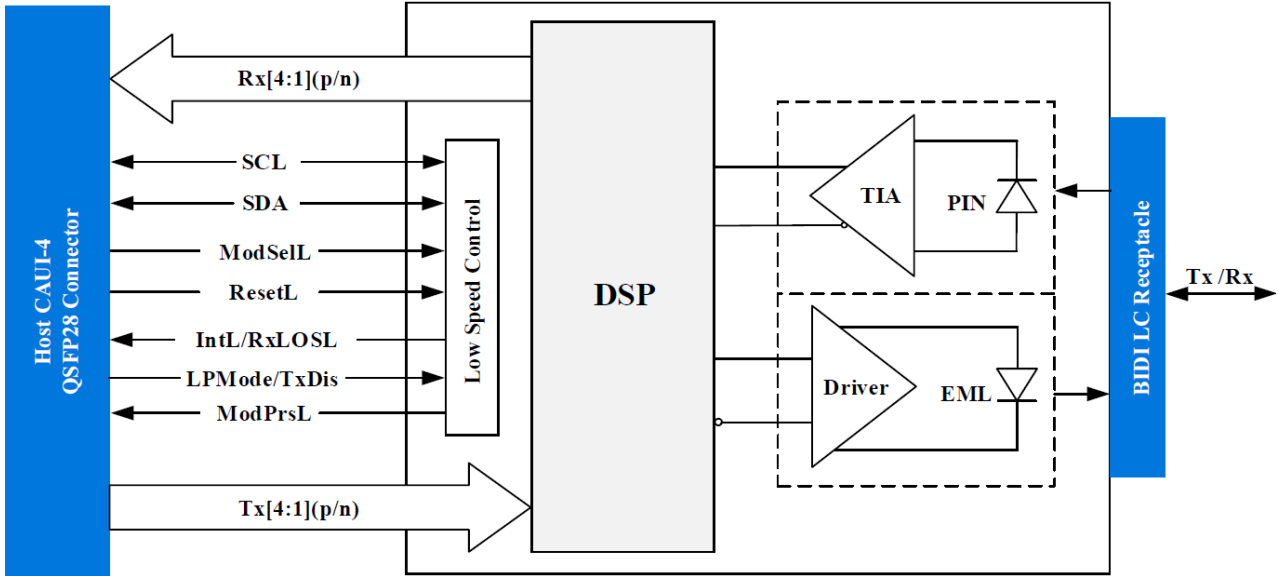 Host CAUI-4
QSFP28 Connector
Rx[4:1](p/n)
SCL
SDA
ModSelL
ResetL
IntL/RxLOSL
LPMode/TxDis
ModPrsL
Tx[4:1](p/n)
Low Speed Control
DSP
TIA
PIN
Driver
EML
BIDI LC Receptacle
Tx /Rx